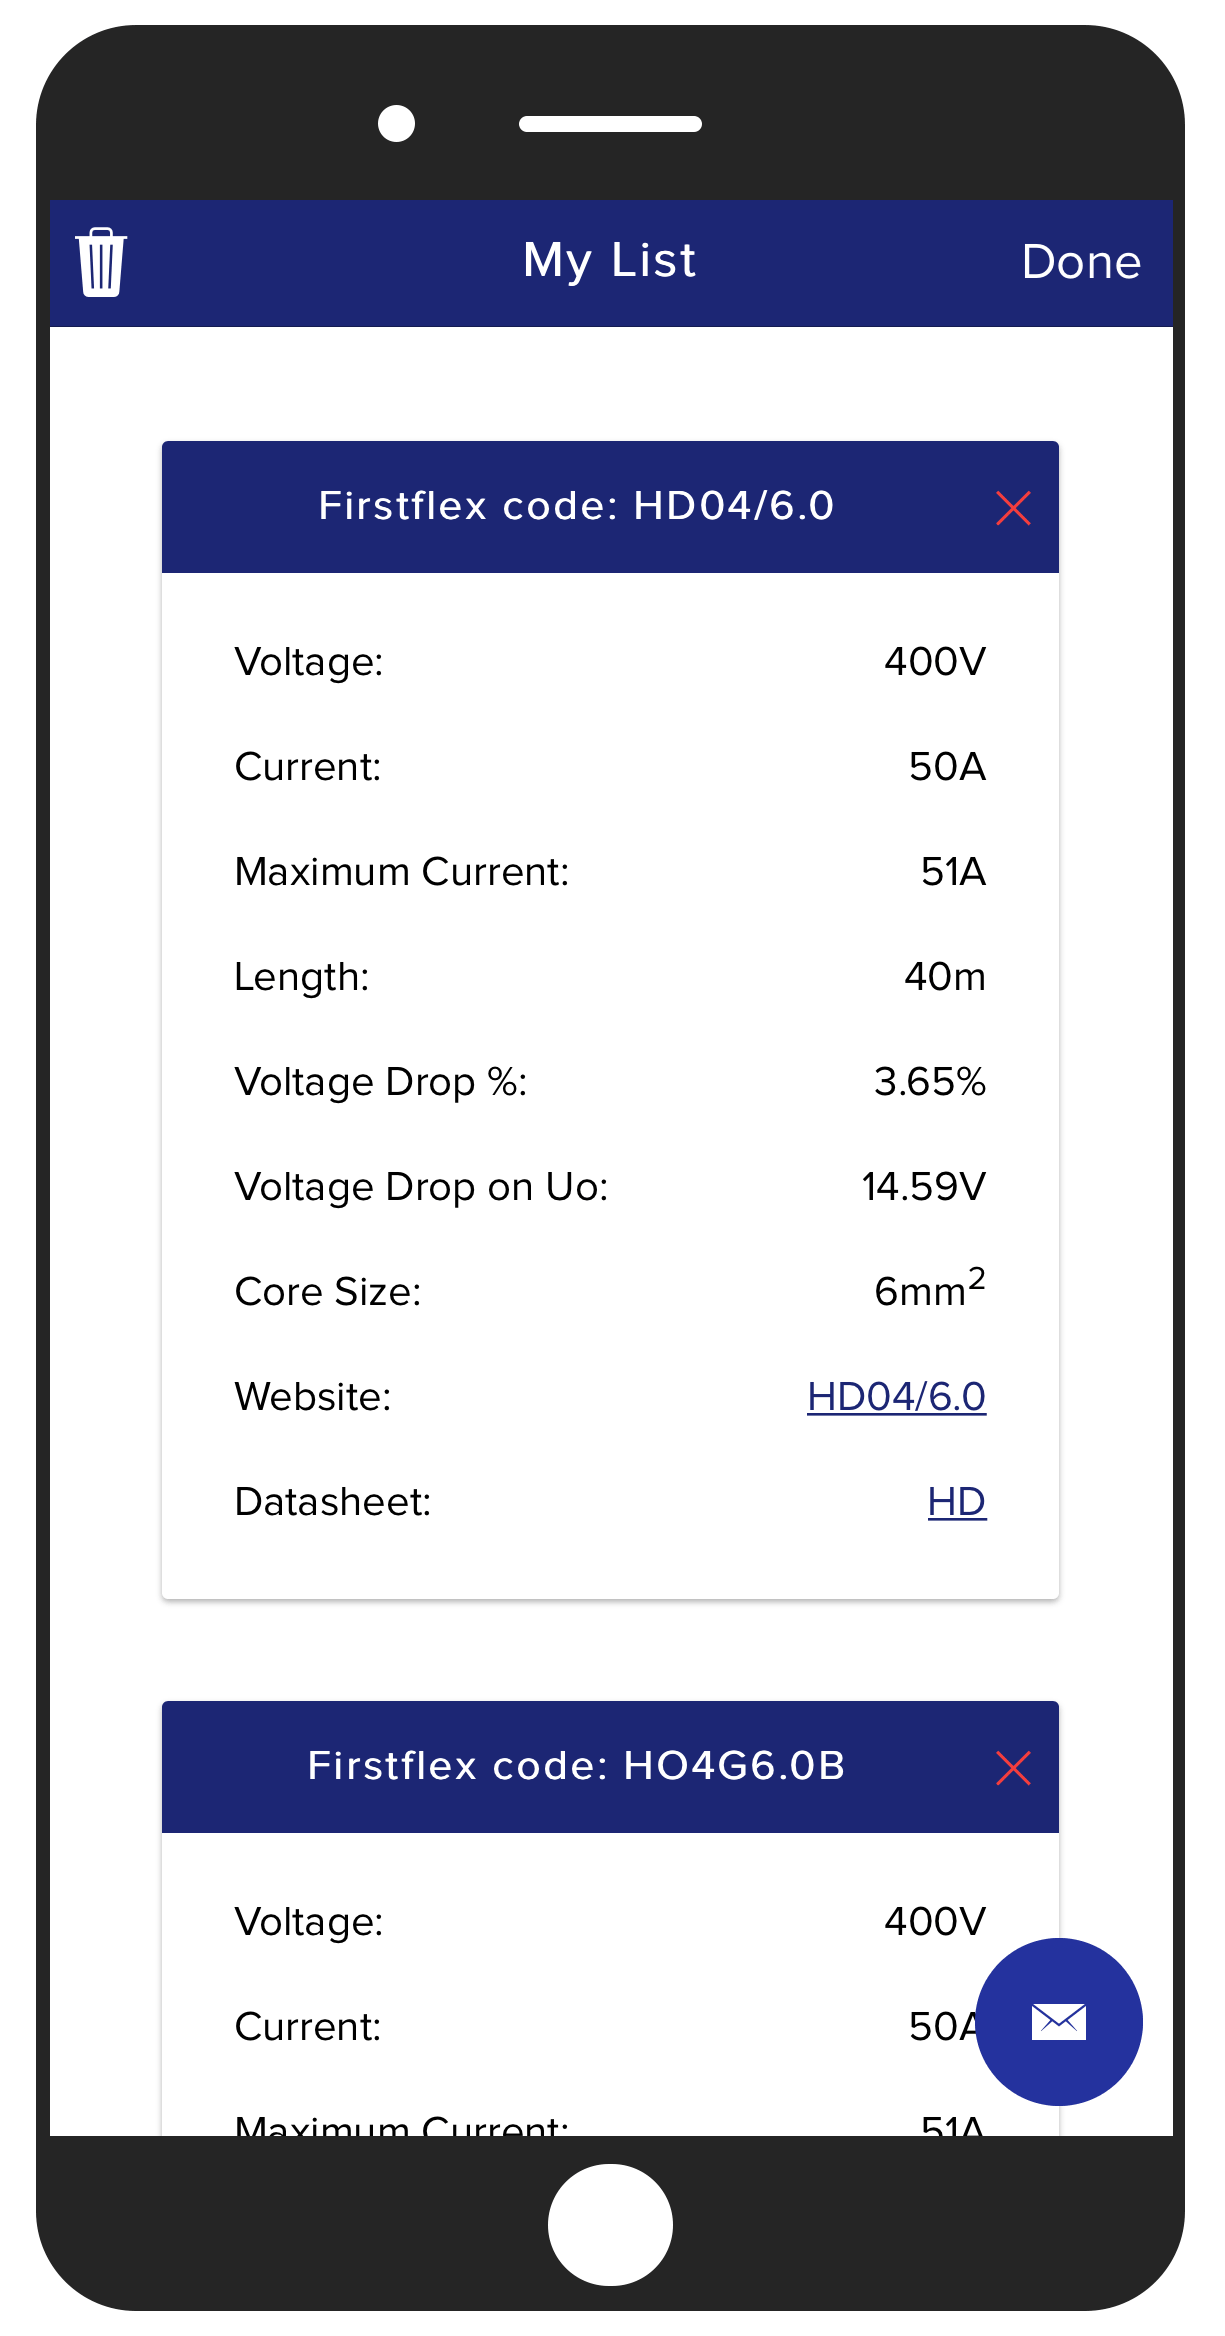 My List
Done
Firstflex code: HD04/6.0
Voltage: 400V
Current: 50A
Maximum Current: 51A
Length: 40m
Voltage Drop %: 3.65%
Voltage Drop on Uo: 14.59V
Core Size: 6mm²
Website: HD04/6.0
Datasheet: HD
Firstflex code: HO4G6.0B
Voltage: 400V
Current: 50A
Maximum Current: 51A